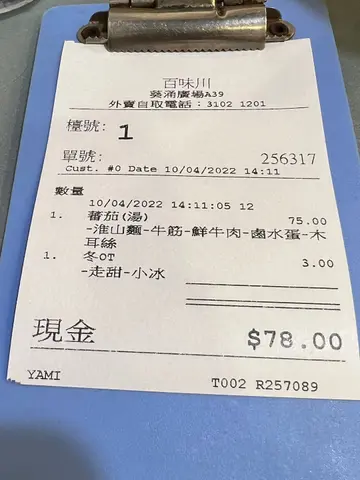 百味川
葵涌廣場A39
外賣自取電話：3102 1201
檯號: 1
單號: 256317
Cust. #0 Date 10/04/2022 14:11
數量
10/04/2022 14:11:05 12
1. 蕃茄(湯) 75.00
-淮山麵-牛筋-鮮牛肉-鹵水蛋-木
耳絲
1. 冬OT 3.00
-走甜-小冰
現金 $78.00
YAMI T002 R257089